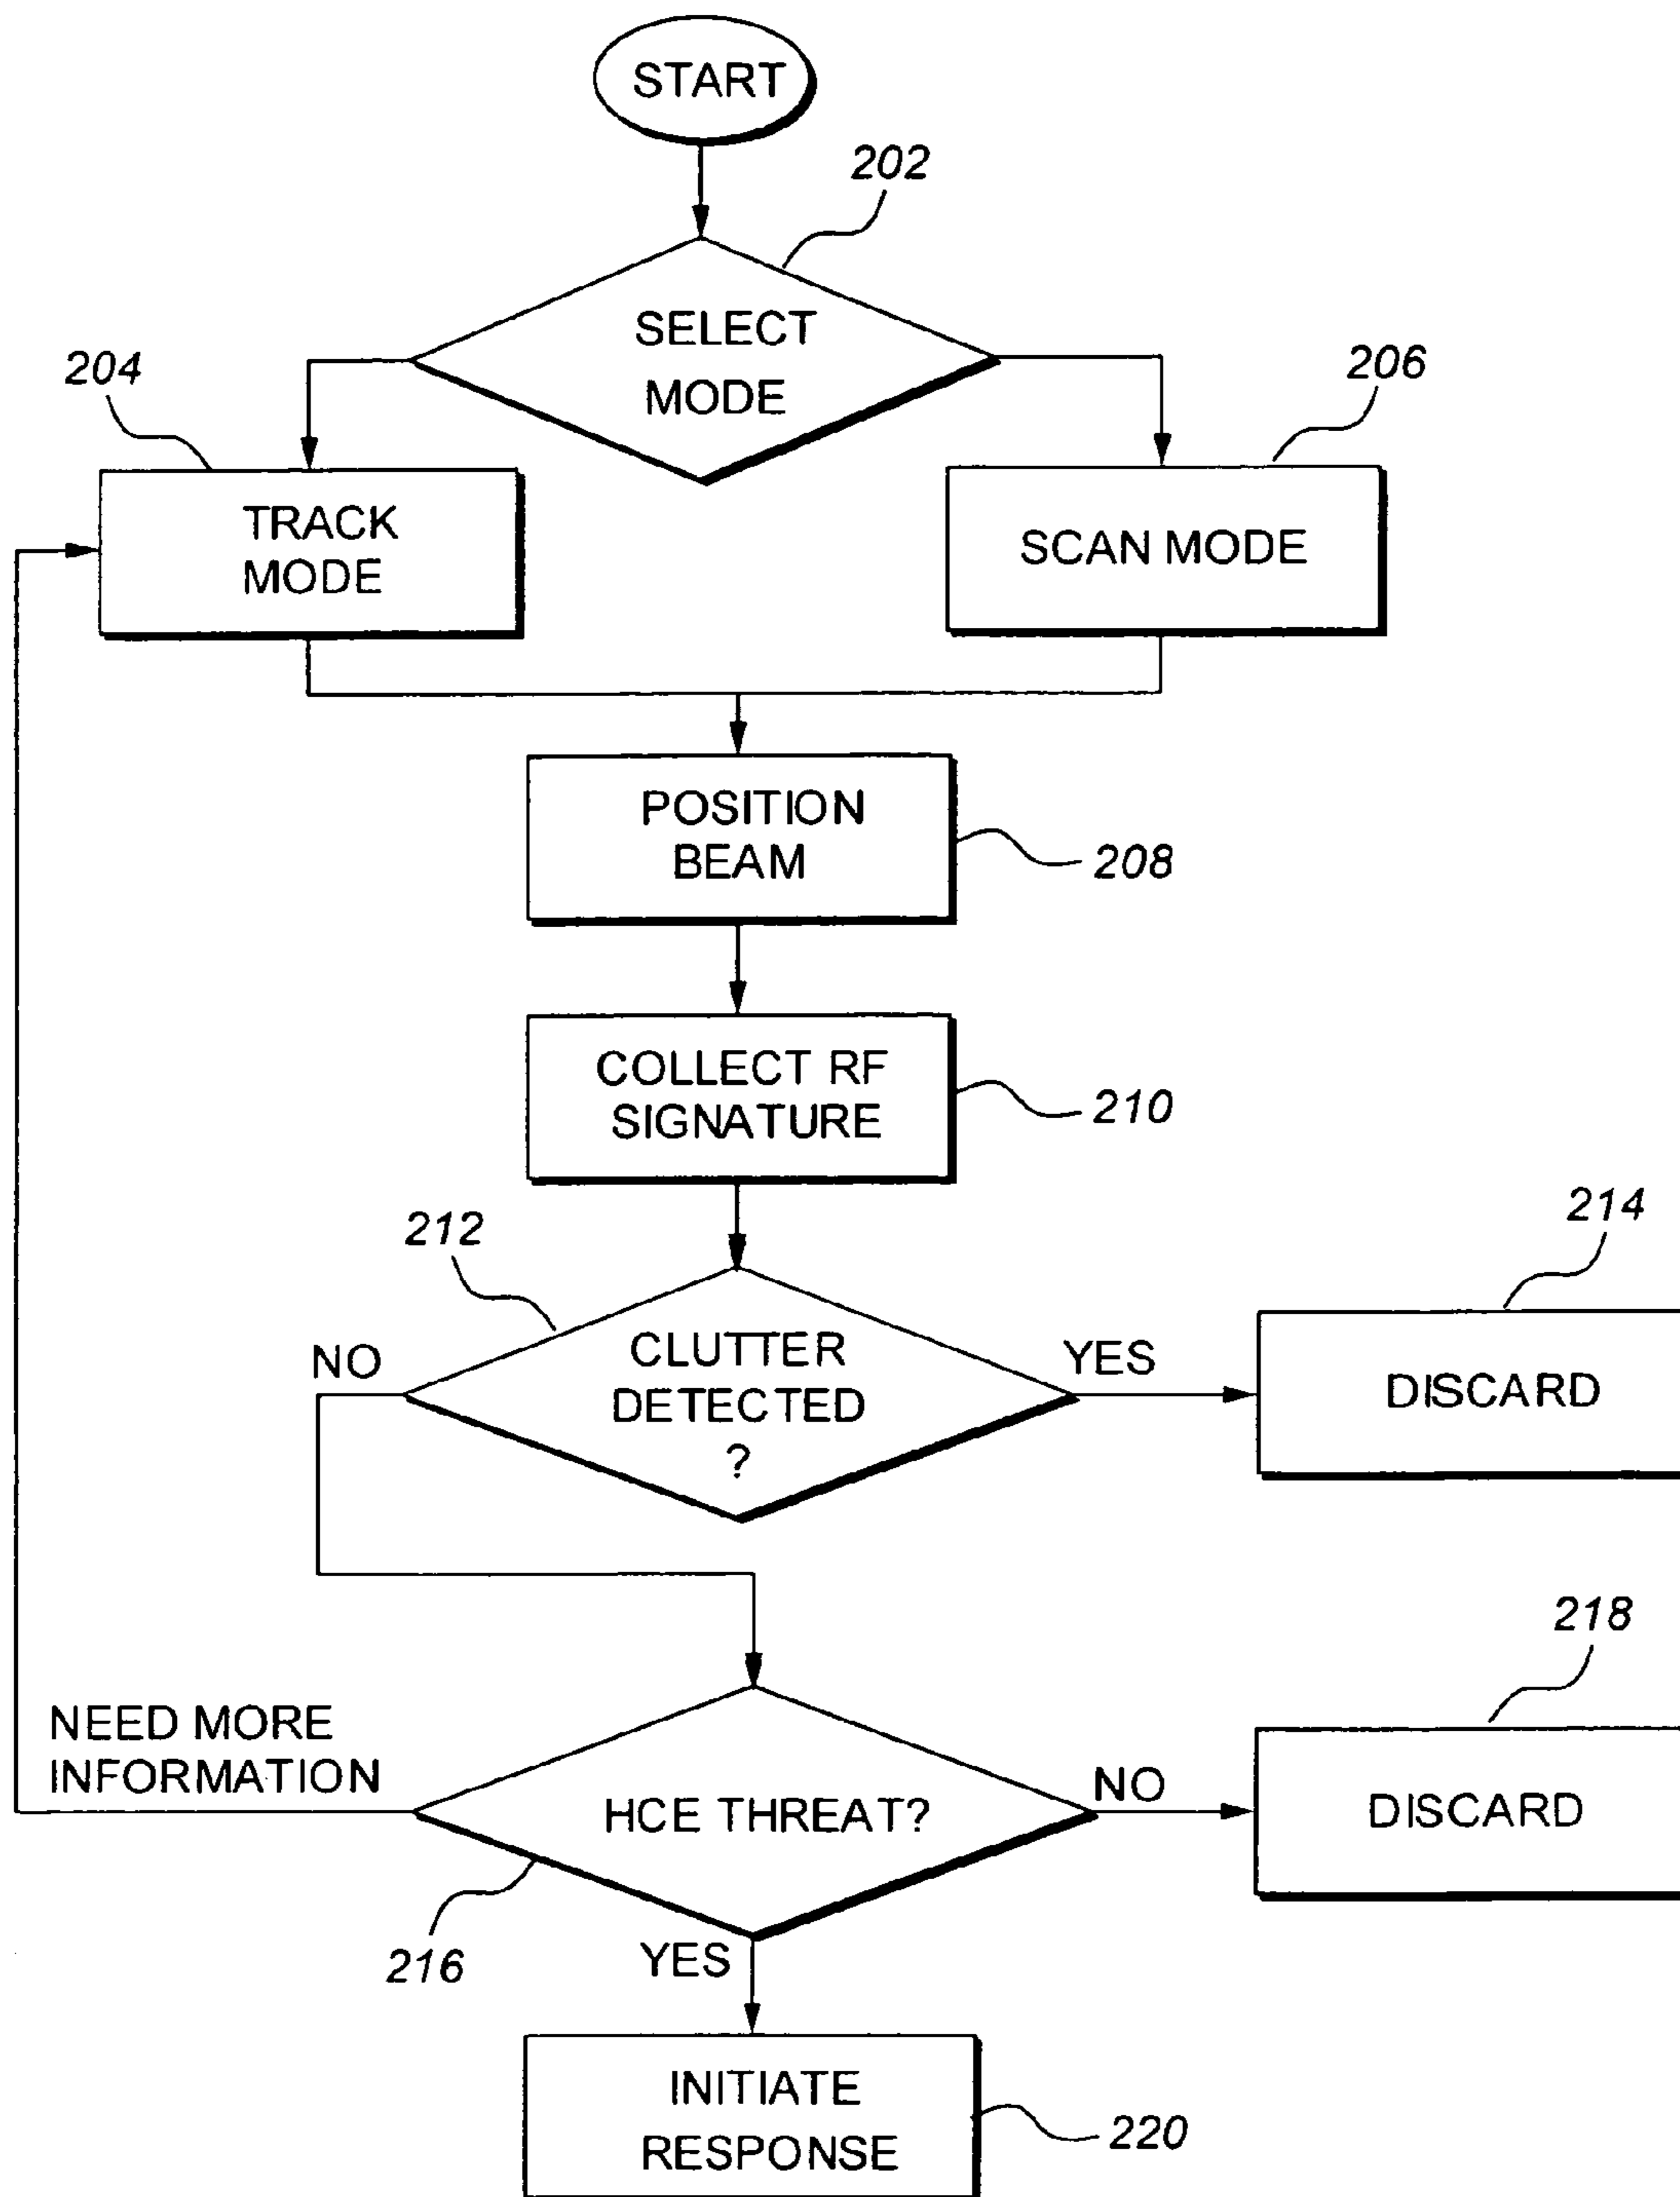 START
202
SELECT
MODE
204
206
TRACK
MODE
SCAN MODE
POSITION
BEAM
208
COLLECT RF
SIGNATURE
210
212
214
NO
CLUTTER
DETECTED
?
YES
DISCARD
218
NEED MORE
INFORMATION
HCE THREAT?
NO
DISCARD
216
YES
INITIATE
RESPONSE
220